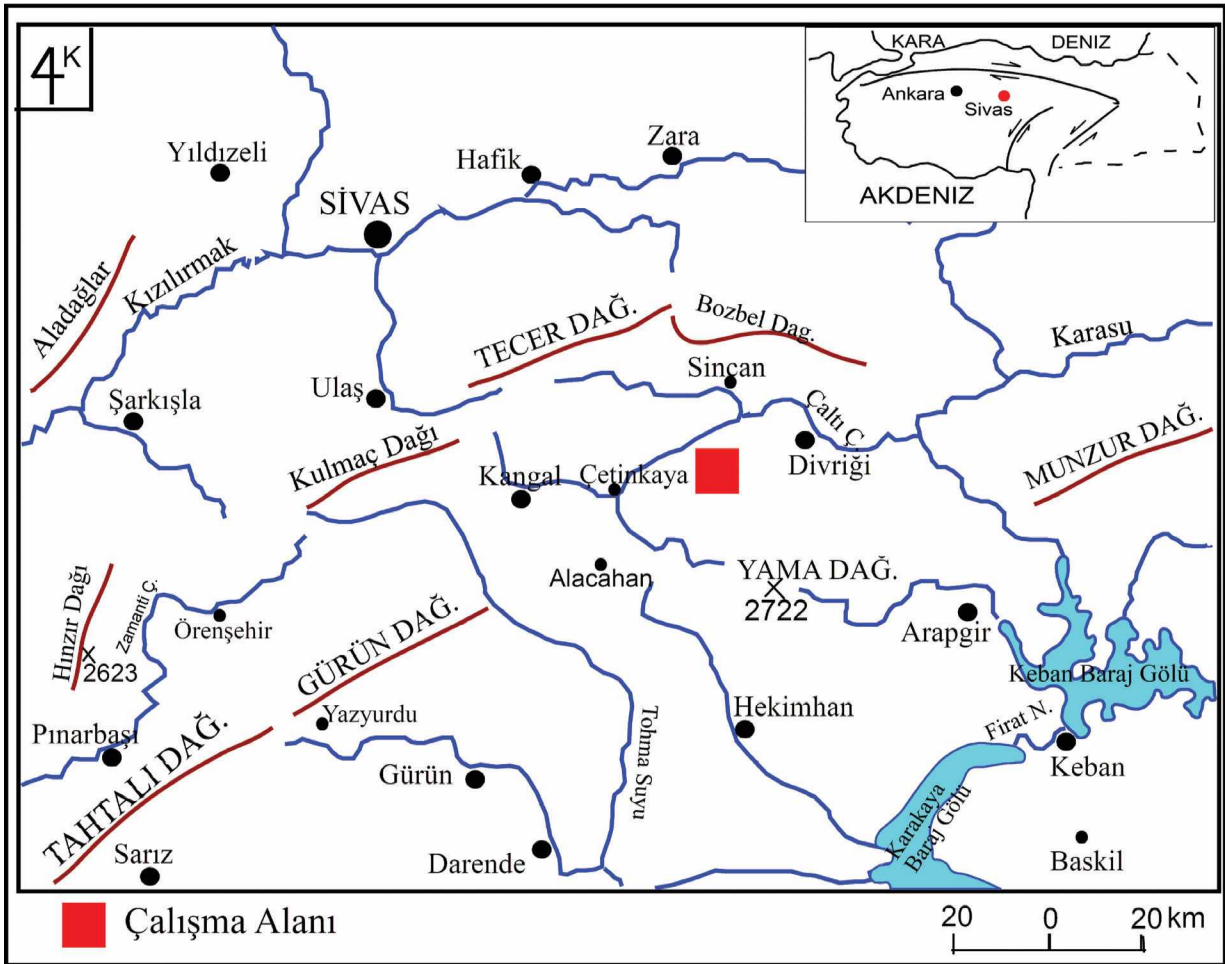 4K
KARA DENIZ
Ankara
Sivas
AKDENIZ
Yıldızeli
Hafik
Zara
SİVAS
Aladağlar
Kızılırmak
TECER DAĞ.
Bozbel Dag.
Karasu
Sincan
Şarkışla
Ulaş
Çaltı Ç.
Kulmaç Dağı
Kangal
Çetinkaya
Divriği
MUNZUR DAĞ.
Alacahan
YAMA DAĞ.
2722
Arapgir
Hınzır Dağı
2623
Zamanti Ç.
Örenşehir
GÜRÜN DAĞ.
Keban Baraj Gölü
Yazyurdu
Tohma Suyu
Hekimhan
Firat N.
Pınarbaşı
TAHTALI DAĞ.
Gürün
Keban
Karakaya
Baraj Gölü
Sarız
Darende
Baskil
Çalışma Alanı
20 0 20 km